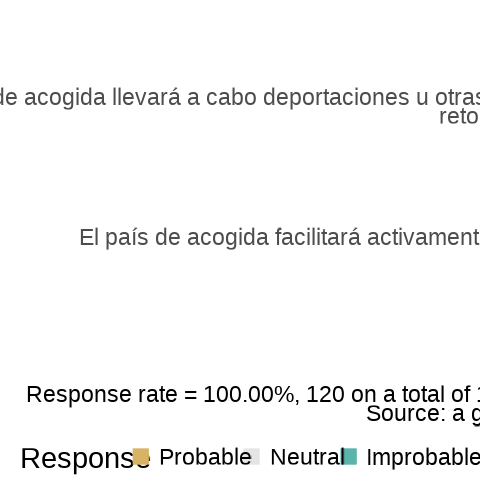 de acogida llevará a cabo deportaciones u otras
reto
El país de acogida facilitará activament
Response rate = 100.00%, 120 on a total of
Source: a g
Response Probable Neutral Improbable